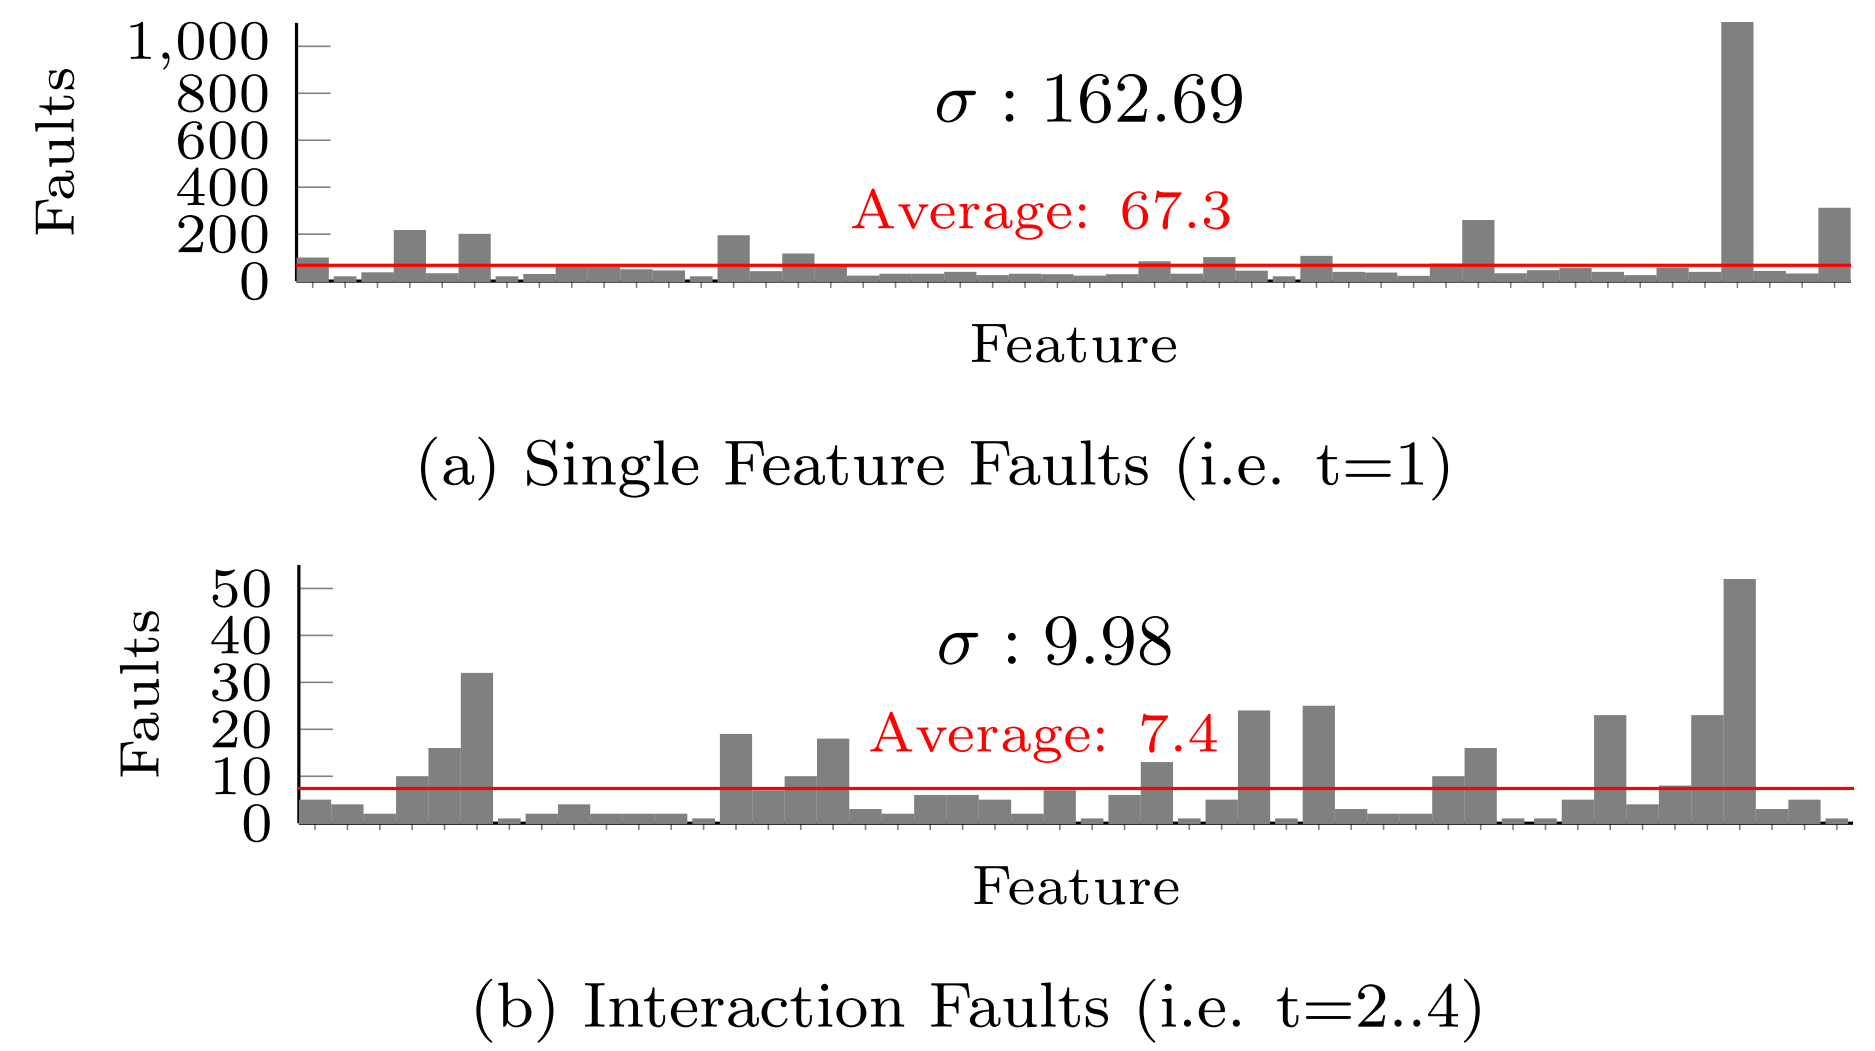 1,000
800
600
400
200
0
Faults
σ : 162.69
Average: 67.3
Feature
(a) Single Feature Faults (i.e. t=1)
50
40
30
20
10
0
Faults
σ : 9.98
Average: 7.4
Feature
(b) Interaction Faults (i.e. t=2..4)